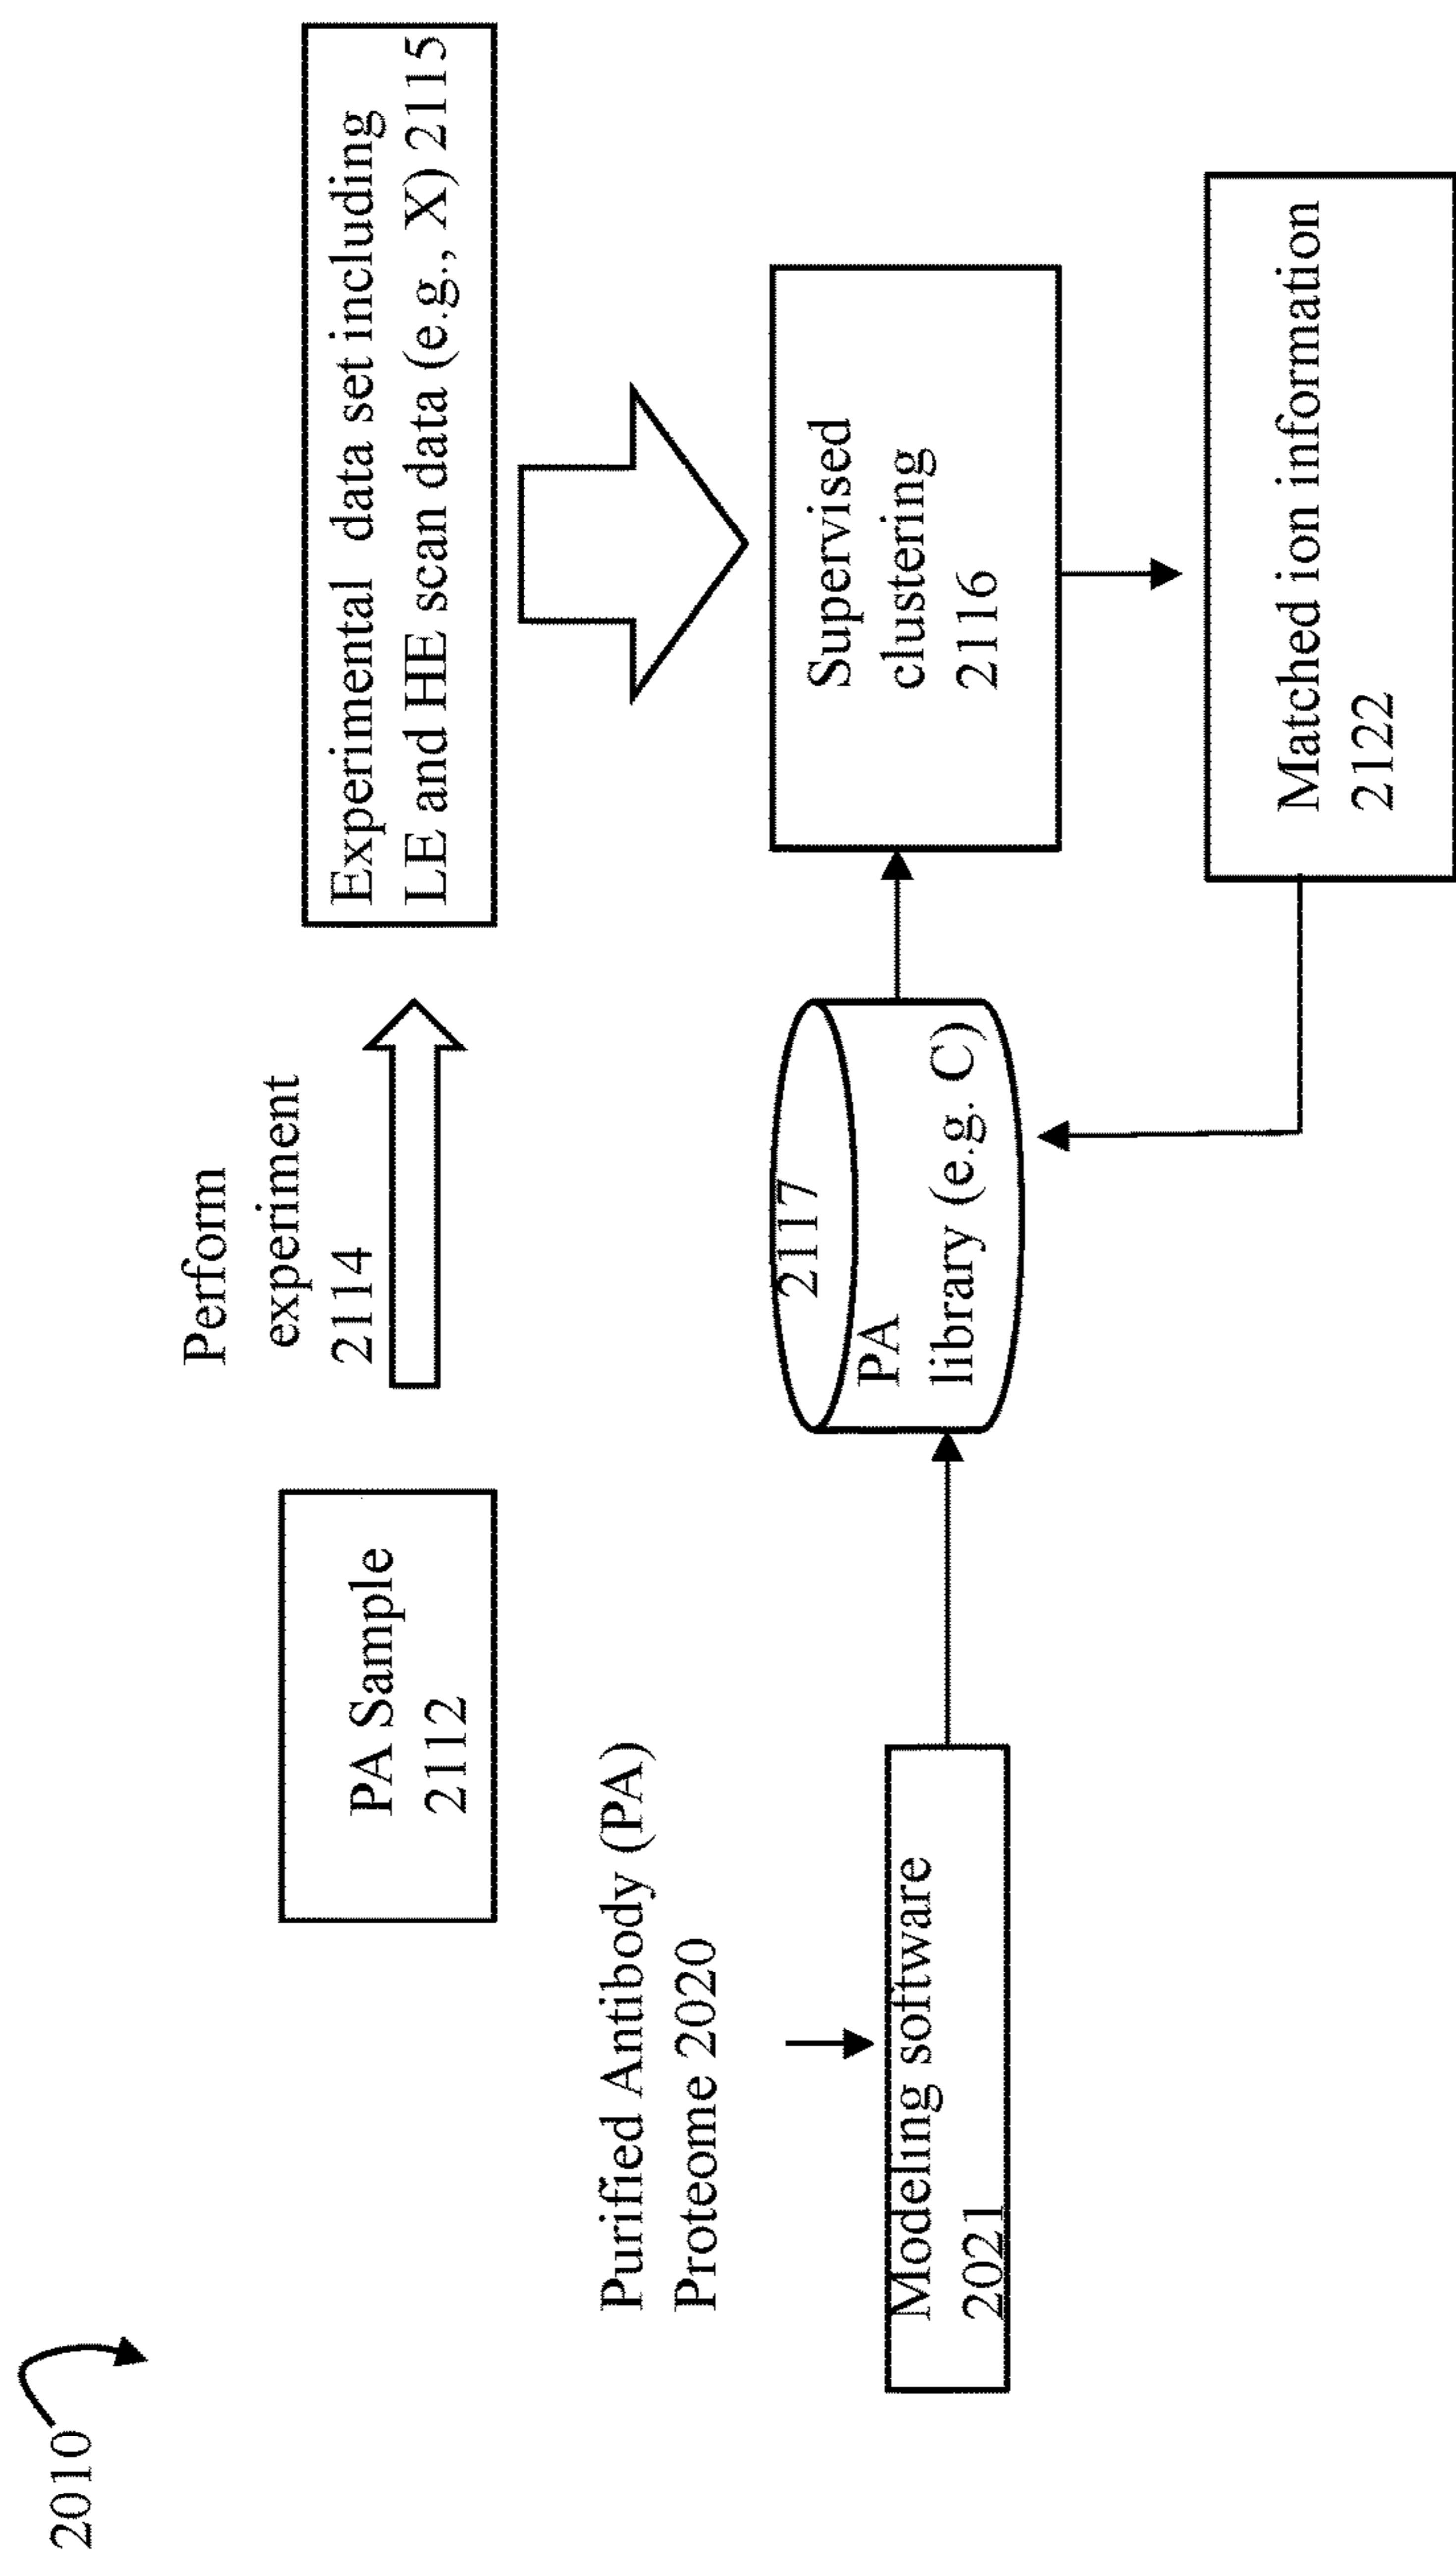 2010
Perform
experiment
2114
PA Sample
2112
Experimental data set including
LE and HE scan data (e.g., X) 2115
Purified Antibody (PA)
Proteome 2020
Modeling software
2021
2117
PA
library (e.g. C)
Supervised
clustering
2116
Matched ion information
2122